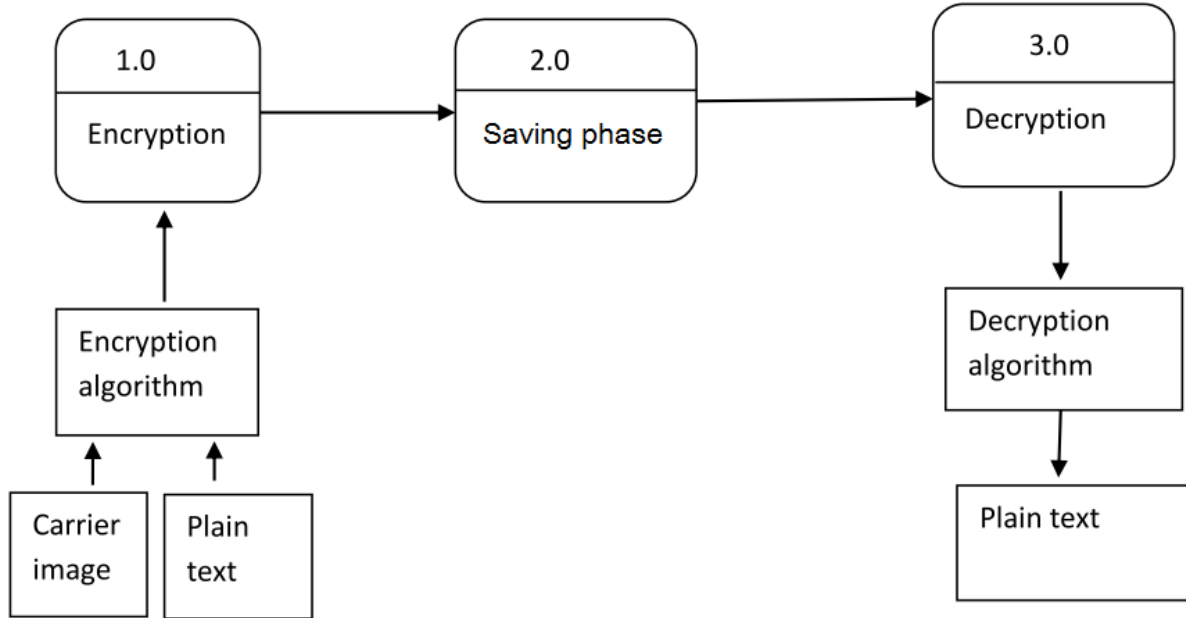 1.0
Encryption
2.0
Saving phase
3.0
Decryption
Encryption
algorithm
Carrier
image
Plain
text
Decryption
algorithm
Plain text